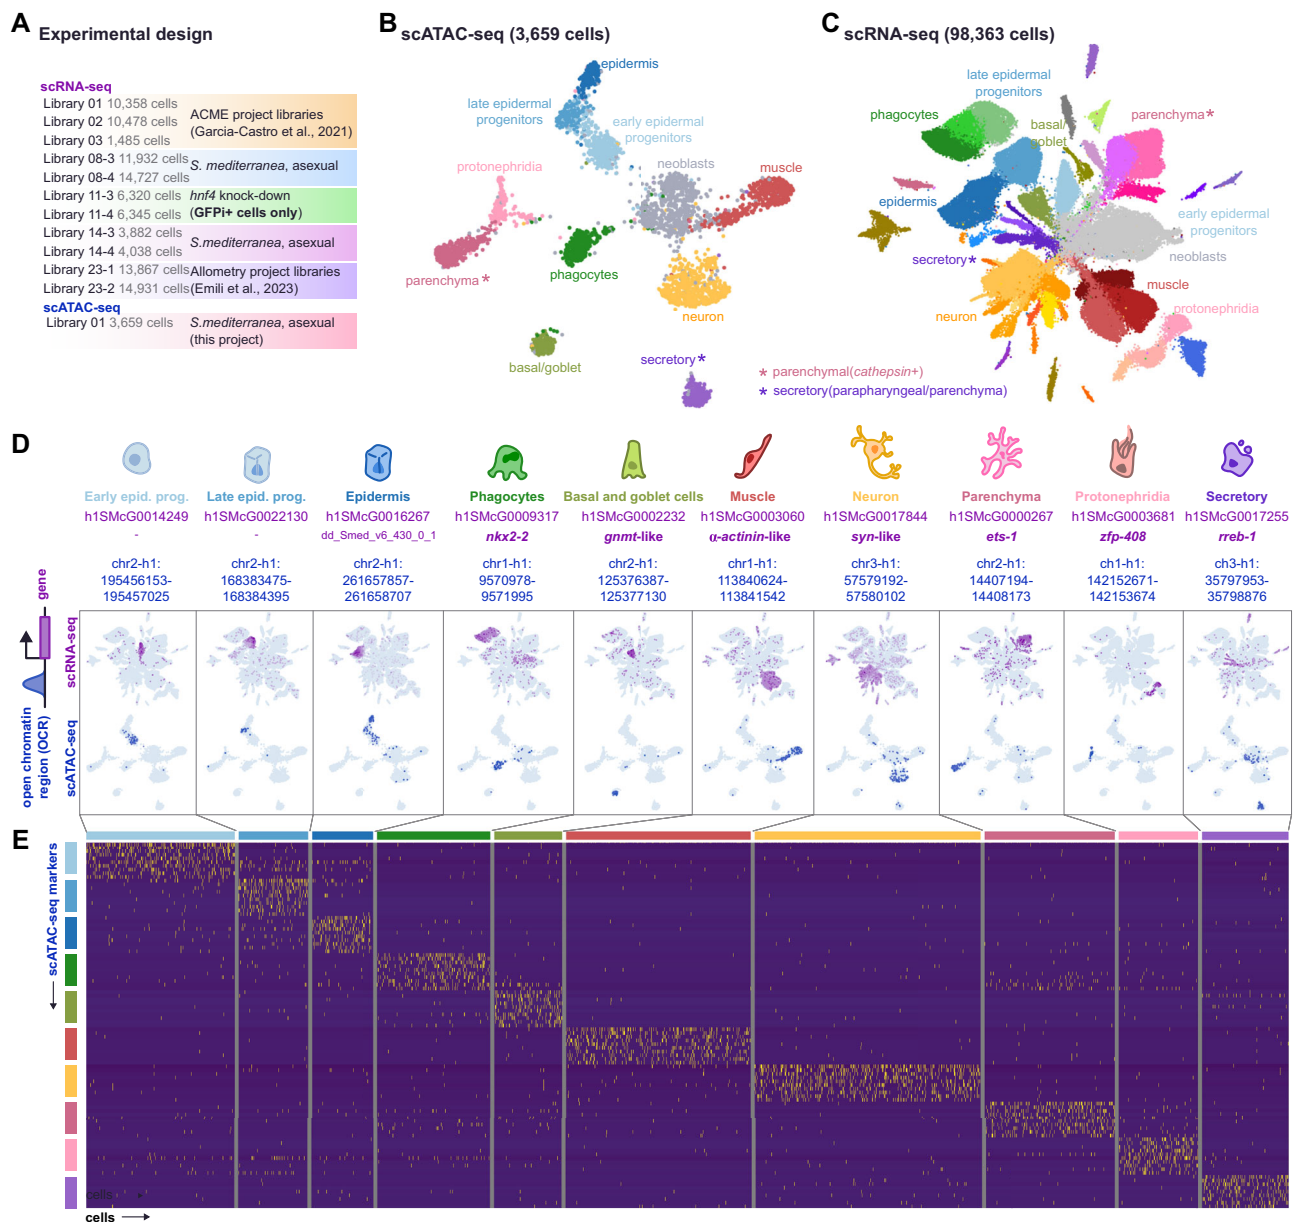 A Experimental design
scRNA-seq
Library 01 10,358 cells
Library 02 10,478 cells
Library 03 1,485 cells
ACME project libraries
(Garcia-Castro et al., 2021)
Library 08-3 11,932 cells
Library 08-4 14,727 cells
S. mediterranea, asexual
Library 11-3 6,320 cells
Library 11-4 6,345 cells
hnf4 knock-down
(GFPi+ cells only)
Library 14-3 3,882 cells
Library 14-4 4,038 cells
S.mediterranea, asexual
Library 23-1 13,867 cells
Library 23-2 14,931 cells
Allometry project libraries
(Emili et al., 2023)
scATAC-seq
Library 01 3,659 cells
S.mediterranea, asexual
(this project)
B scATAC-seq (3,659 cells)
epidermis
late epidermal
progenitors
early epidermal
progenitors
protonephridia
neoblasts
muscle
parenchyma *
phagocytes
neuron
basal/goblet
secretory *
* parenchymal(cathepsin+)
* secretory(parapharyngeal/parenchyma)
C scRNA-seq (98,363 cells)
late epidermal
progenitors
phagocytes
basal/
goblet
parenchyma *
epidermis
early epidermal
progenitors
neoblasts
secretory *
muscle
neuron
protonephridia
D
Early epid. prog.
h1SMcG0014249
-
chr2-h1:
195456153-
195457025
Late epid. prog.
h1SMcG0022130
-
chr2-h1:
168383475-
168384395
Epidermis
h1SMcG0016267
dd_Smed_v6_430_0_1
chr2-h1:
261657857-
261658707
Phagocytes
h1SMcG0009317
nkx2-2
chr1-h1:
9570978-
9571995
Basal and goblet cells
h1SMcG0002232
gnmt-like
chr2-h1:
125376387-
125377130
Muscle
h1SMcG0003060
α-actinin-like
chr1-h1:
113840624-
113841542
Neuron
h1SMcG0017844
syn-like
chr3-h1:
57579192-
57580102
Parenchyma
h1SMcG0000267
ets-1
chr2-h1:
14407194-
14408173
Protonephridia
h1SMcG0003681
zfp-408
ch1-h1:
142152671-
142153674
Secretory
h1SMcG0017255
rreb-1
ch3-h1:
35797953-
35798876
gene
open chromatin
region (OCR)
scRNA-seq
scATAC-seq
E
scATAC-seq markers
cells
cells